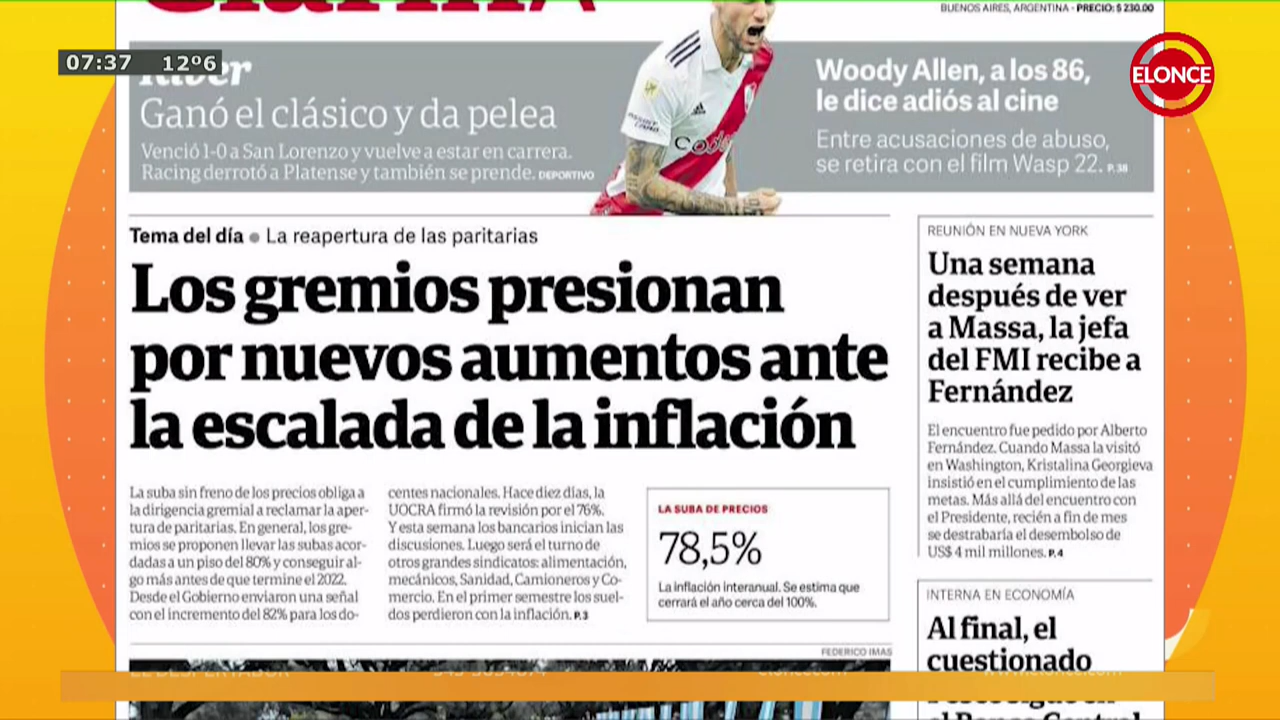 Clarín
BUENOS AIRES, ARGENTINA - PRECIO: $ 230.00
07:37 12º6
ELONCE
River
Ganó el clásico y da pelea
Venció 1-0 a San Lorenzo y vuelve a estar en carrera.
Racing derrotó a Platense y también se prende. DEPORTIVO
Woody Allen, a los 86,
le dice adiós al cine
Entre acusaciones de abuso,
se retira con el film Wasp 22. P. 38
Tema del día ● La reapertura de las paritarias
Los gremios presionan
por nuevos aumentos ante
la escalada de la inflación
La suba sin freno de los precios obliga a
la dirigencia gremial a reclamar la aper-
tura de paritarias. En general, los gre-
mios se proponen llevar las subas acor-
dadas a un piso del 80% y conseguir al-
go más antes de que termine el 2022.
Desde el Gobierno enviaron una señal
con el incremento del 82% para los do-
centes nacionales. Hace diez días, la
UOCRA firmó la revisión por el 76%.
Y esta semana los bancarios inician las
discusiones. Luego será el turno de
otros grandes sindicatos: alimentación,
mecánicos, Sanidad, Camioneros y Co-
mercio. En el primer semestre los suel-
dos perdieron con la inflación. P.3
LA SUBA DE PRECIOS
78,5%
La inflación interanual. Se estima que
cerrará el año cerca del 100%.
FEDERICO IMAS
REUNIÓN EN NUEVA YORK
Una semana
después de ver
a Massa, la jefa
del FMI recibe a
Fernández
El encuentro fue pedido por Alberto
Fernández. Cuando Massa la visitó
en Washington, Kristalina Georgieva
insistió en el cumplimiento de las
metas. Más allá del encuentro con
el Presidente, recién a fin de mes
se destrabaría el desembolso de
US$ 4 mil millones. P.4
INTERNA EN ECONOMÍA
Al final, el
cuestionado
el Banco Central
EL DESPERTADOR